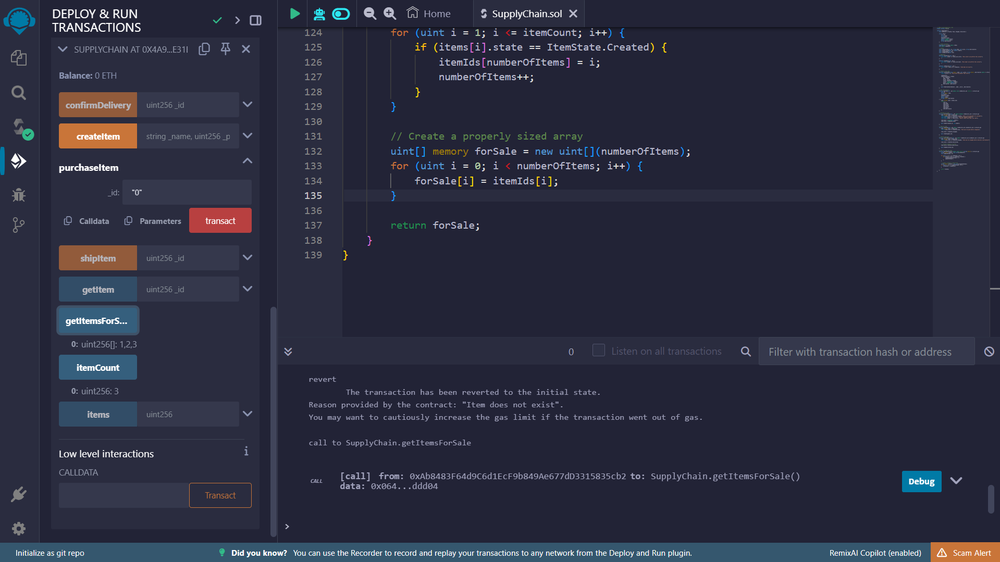 DEPLOY & RUN
TRANSACTIONS
SUPPLYCHAIN AT 0X4A9...E31I
Balance: 0 ETH
confirmDelivery uint256 _id
createItem string _name, uint256 _p
purchaseItem
_id: "0"
Calldata Parameters transact
shipItem uint256 _id
getItem uint256 _id
getItemsForS...
0: uint256[]: 1,2,3
itemCount
0: uint256: 3
items uint256
Low level interactions
CALLDATA
Transact
Home SupplyChain.sol
124 for (uint i = 1; i <= itemCount; i++) {
125 if (items[i].state == ItemState.Created) {
126 itemIds[numberOfItems] = i;
127 numberOfItems++;
128 }
129 }
130
131 // Create a properly sized array
132 uint[] memory forSale = new uint[](numberOfItems);
133 for (uint i = 0; i < numberOfItems; i++) {
134 forSale[i] = itemIds[i];
135 }
136
137 return forSale;
138 }
139 }
0 Listen on all transactions Filter with transaction hash or address
revert
The transaction has been reverted to the initial state.
Reason provided by the contract: "Item does not exist".
You may want to cautiously increase the gas limit if the transaction went out of gas.
call to SupplyChain.getItemsForSale
CALL [call] from: 0xAb8483F64d9C6d1EcF9b849Ae677dD3315835cb2 to: SupplyChain.getItemsForSale()
data: 0x064...ddd04
Debug
>
Initialize as git repo
Did you know? You can use the Recorder to record and replay your transactions to any network from the Deploy and Run plugin.
RemixAI Copilot (enabled)
Scam Alert